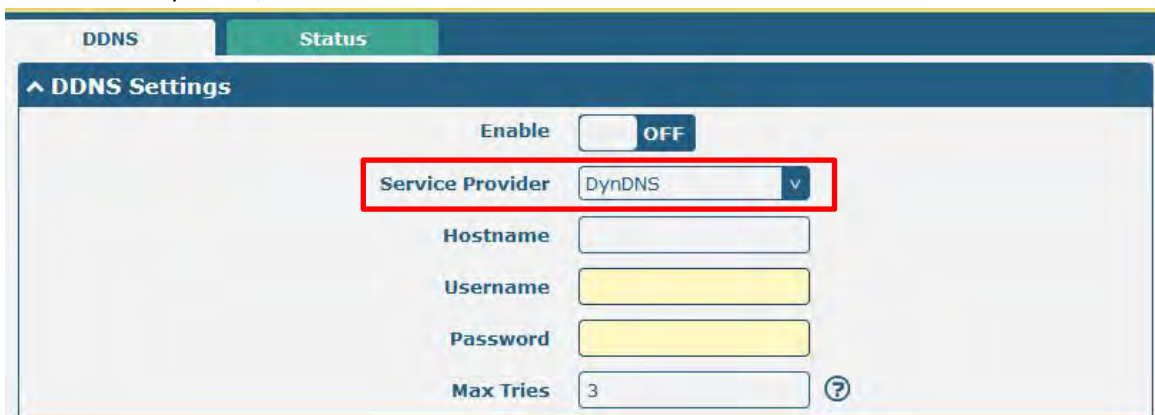 DDNS Status
DDNS Settings
Enable OFF
Service Provider DynDNS
Hostname
Username
Password
Max Tries 3 ?